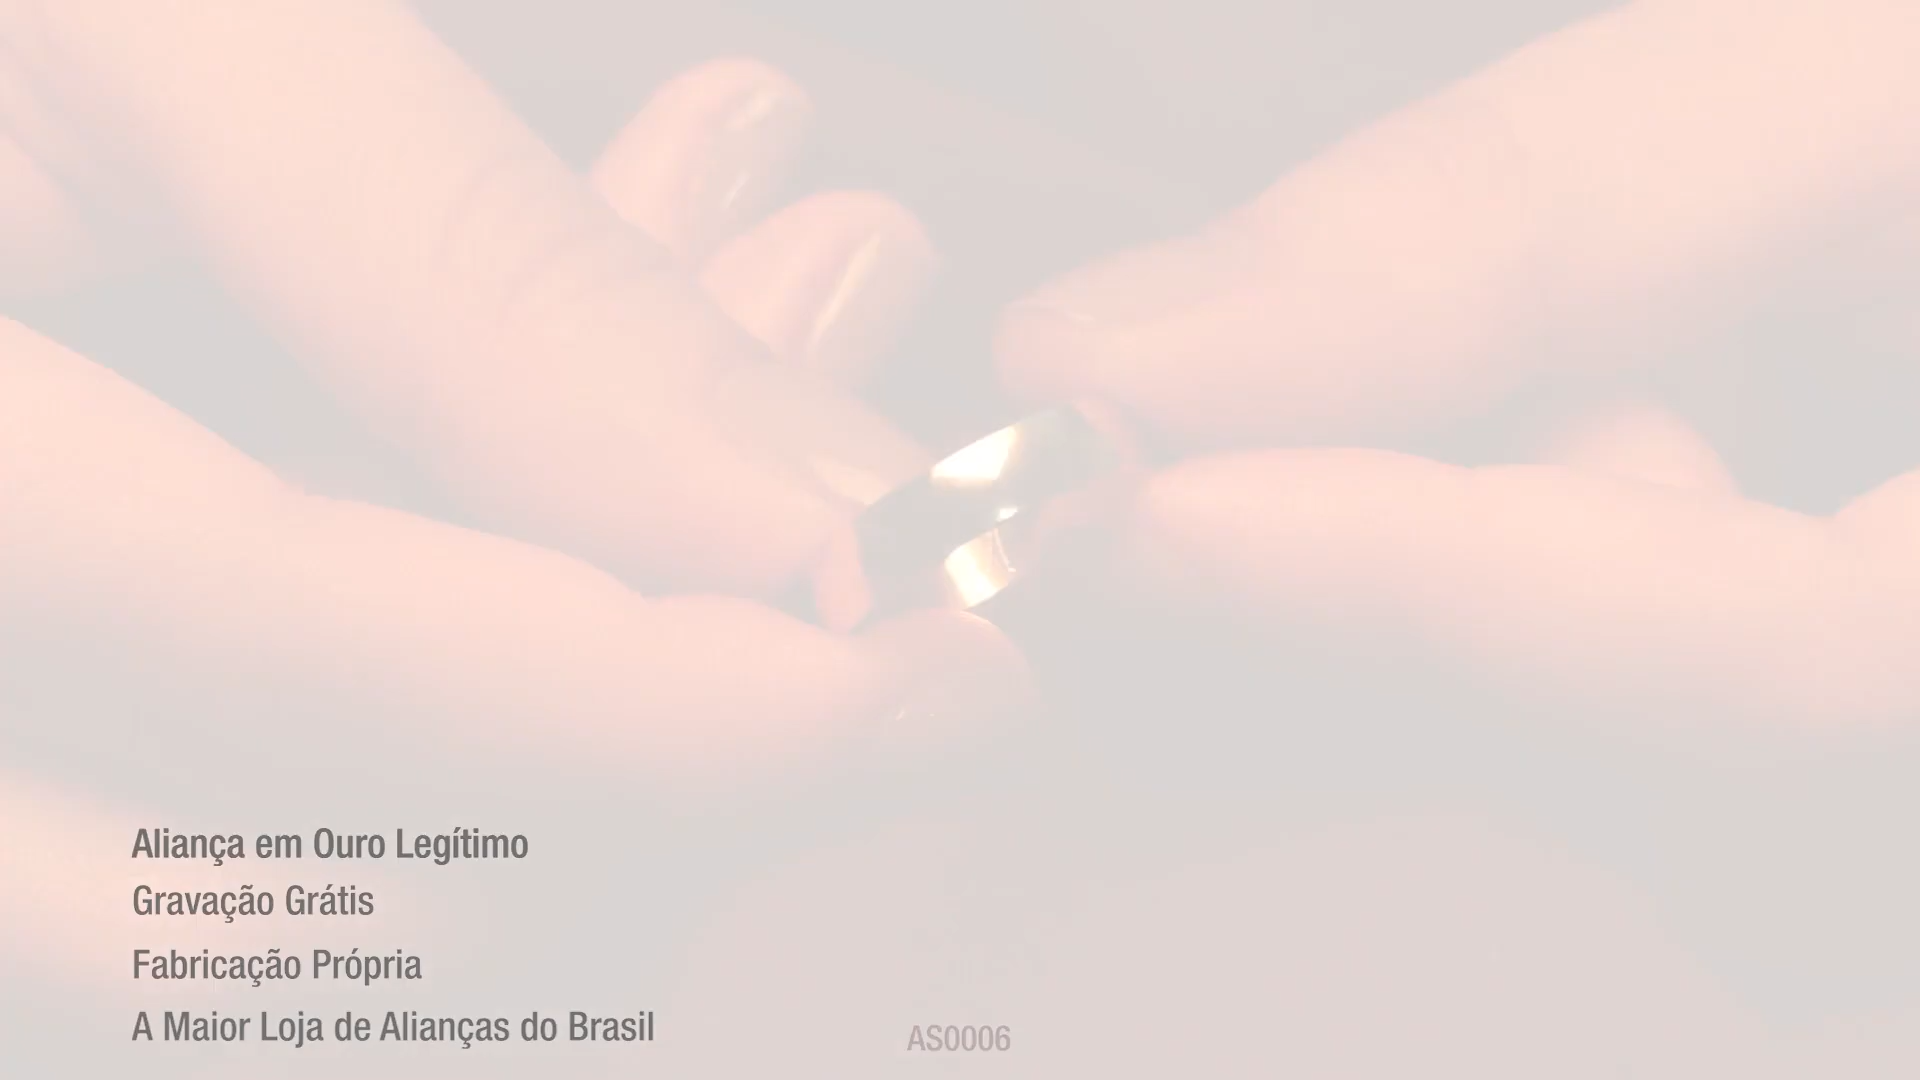 Aliança em Ouro Legítimo
Gravação Grátis
Fabricação Própria
A Maior Loja de Alianças do Brasil
AS0006